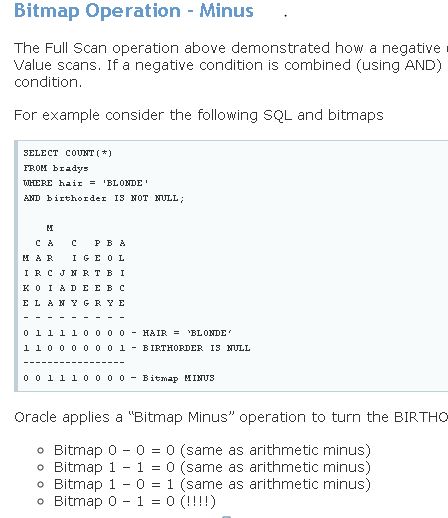 Bitmap Operation - Minus .
The Full Scan operation above demonstrated how a negative
Value scans. If a negative condition is combined (using AND)
condition.
For example consider the following SQL and bitmaps
SELECT COUNT(*)
FROM bradys
WHERE hair = 'BLONDE'
AND birthorder IS NOT NULL;
M
C A C P B A
M A R I G E O L
I R C J N R T B I
K O I A D E E B C
E L A N Y G R Y E
- - - - - - - - -
0 1 1 1 1 0 0 0 0 - HAIR = 'BLONDE'
1 1 0 0 0 0 0 0 1 - BIRTHORDER IS NULL
-----------------
0 0 1 1 1 0 0 0 0 - Bitmap MINUS
Oracle applies a "Bitmap Minus" operation to turn the BIRTHO
Bitmap 0 - 0 = 0 (same as arithmetic minus)
Bitmap 1 - 1 = 0 (same as arithmetic minus)
Bitmap 1 - 0 = 1 (same as arithmetic minus)
Bitmap 0 - 1 = 0 (!!!!)